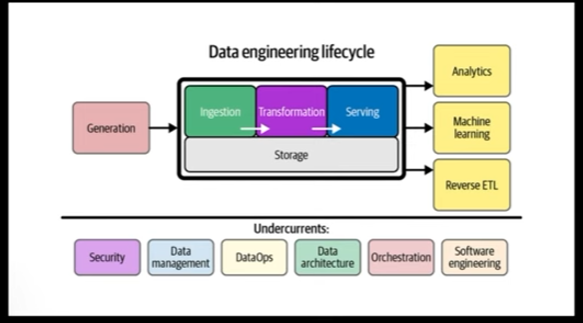 Data engineering lifecycle
Generation
Ingestion
Transformation
Serving
Storage
Analytics
Machine
learning
Reverse ETL
Undercurrents:
Security
Data
management
DataOps
Data
architecture
Orchestration
Software
engineering